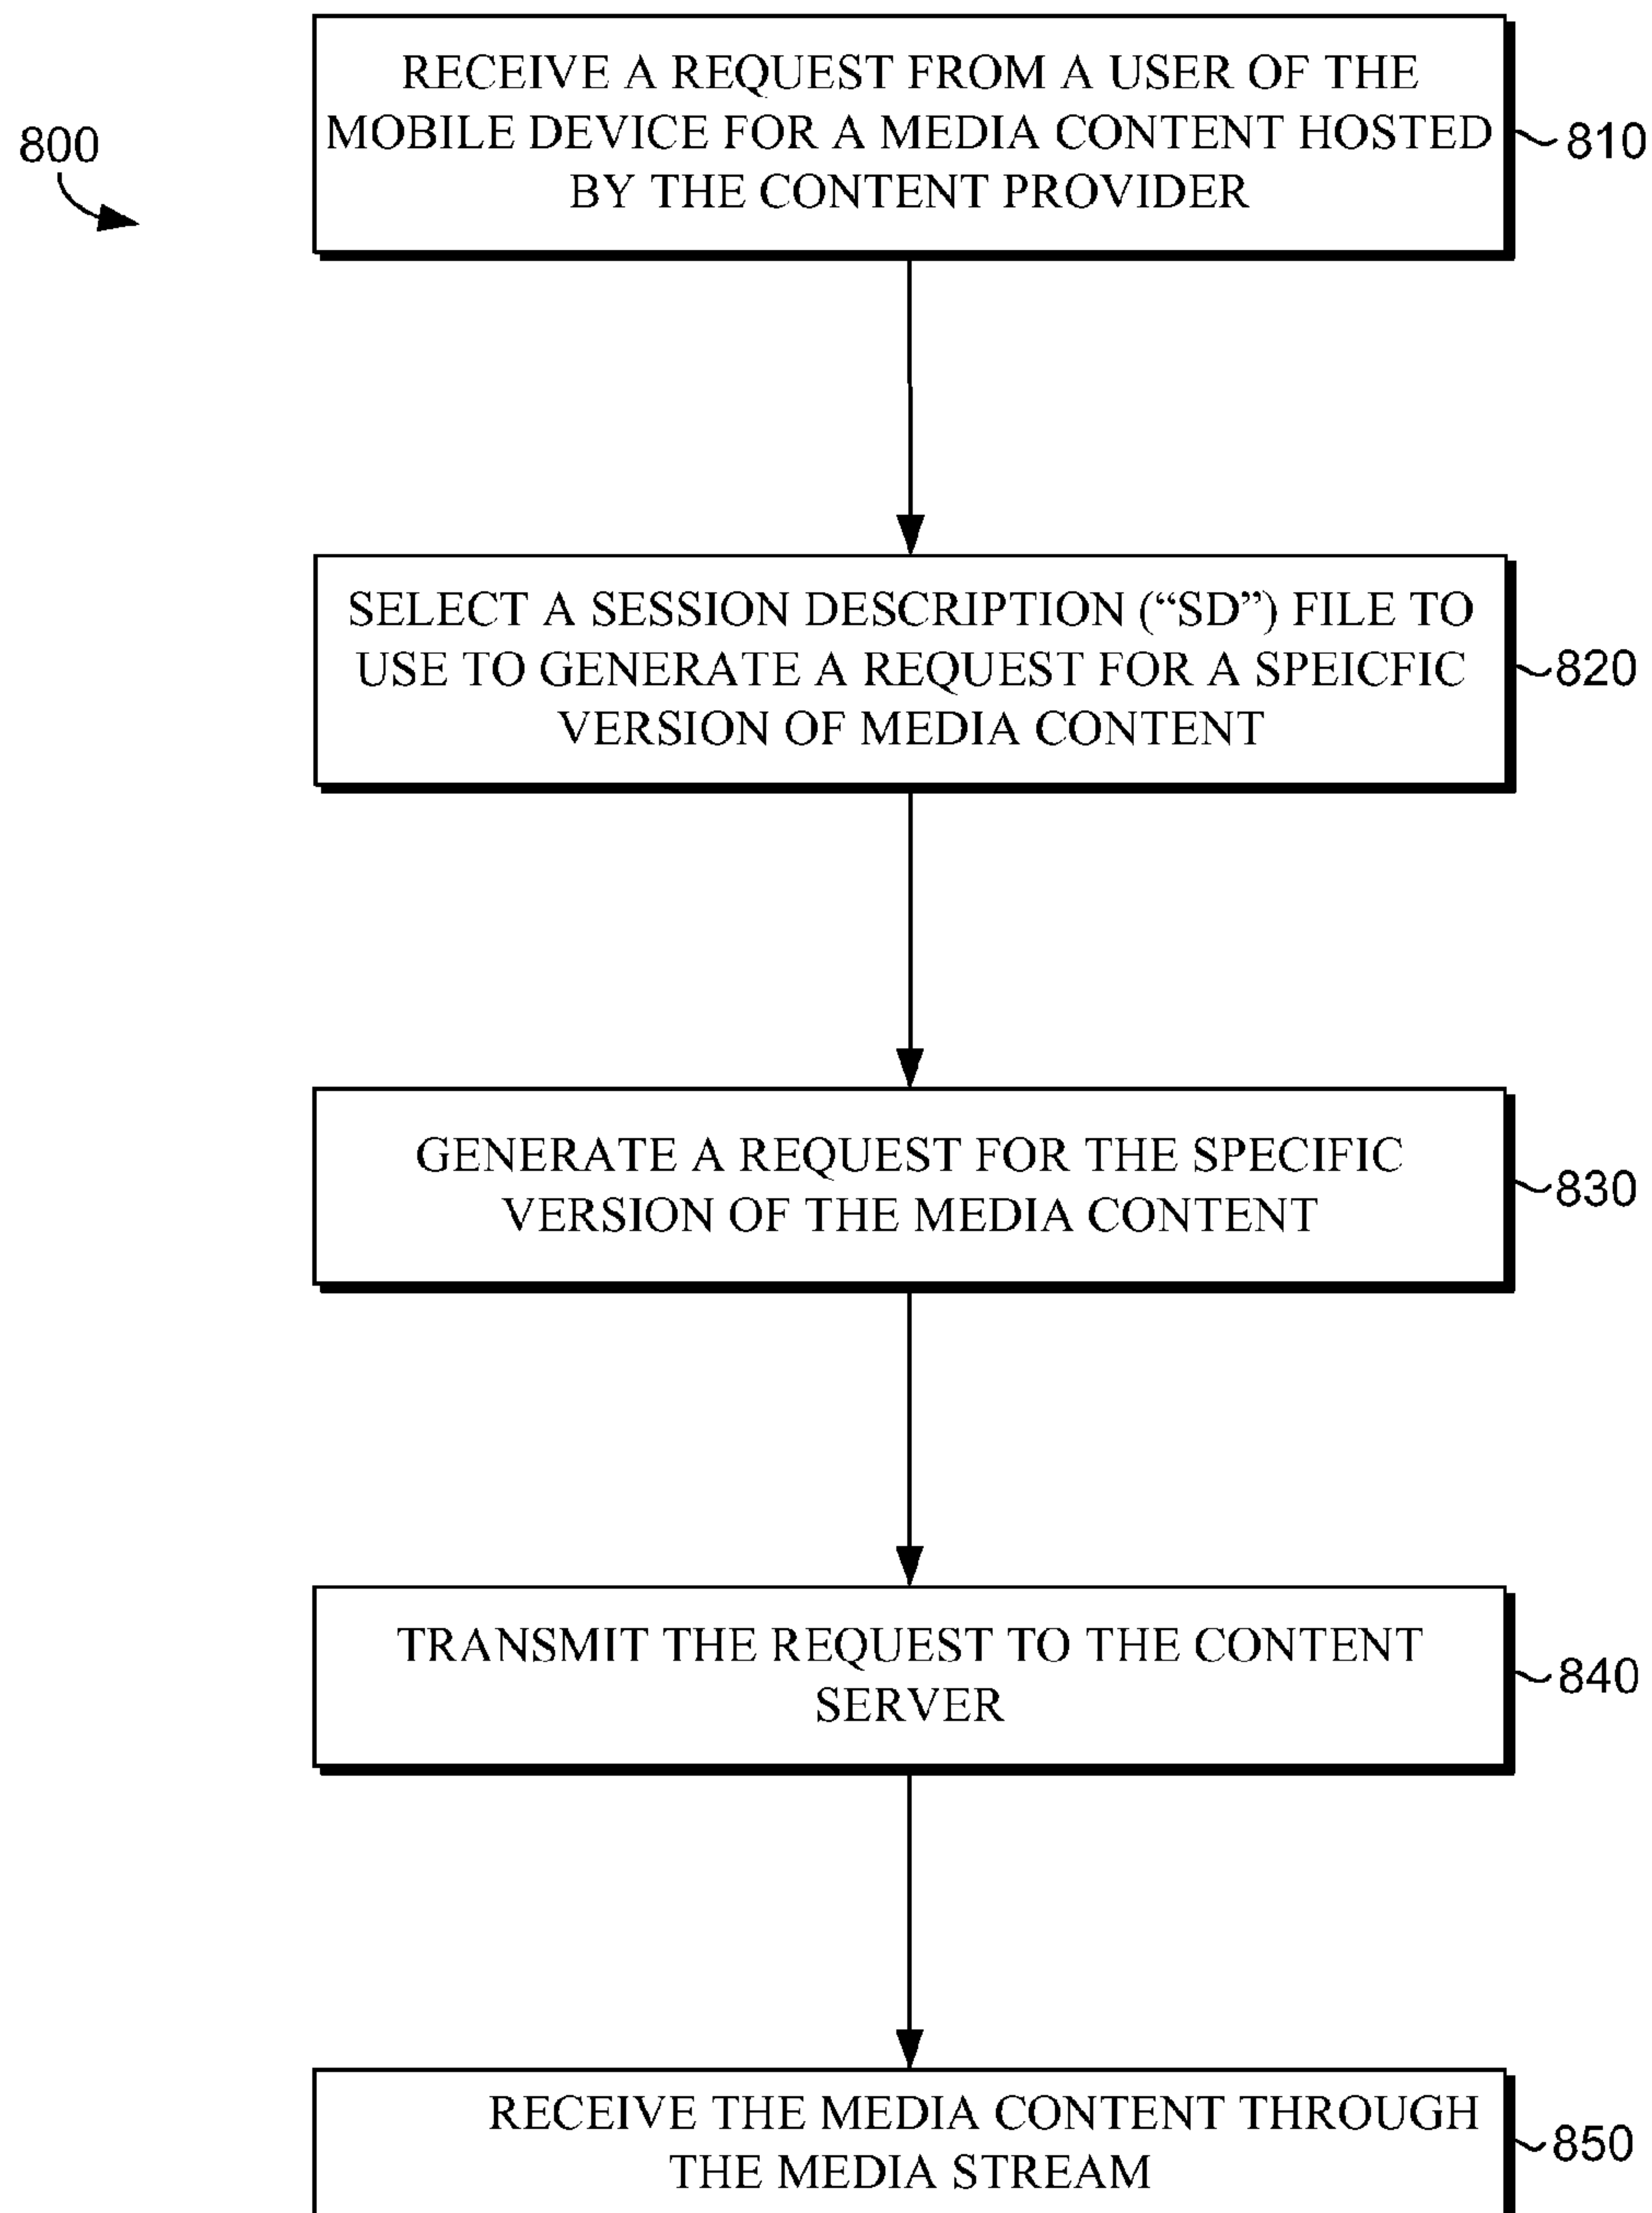 800
RECEIVE A REQUEST FROM A USER OF THE
MOBILE DEVICE FOR A MEDIA CONTENT HOSTED
BY THE CONTENT PROVIDER
810
SELECT A SESSION DESCRIPTION (“SD”) FILE TO
USE TO GENERATE A REQUEST FOR A SPEICFIC
VERSION OF MEDIA CONTENT
820
GENERATE A REQUEST FOR THE SPECIFIC
VERSION OF THE MEDIA CONTENT
830
TRANSMIT THE REQUEST TO THE CONTENT
SERVER
840
RECEIVE THE MEDIA CONTENT THROUGH
THE MEDIA STREAM
850